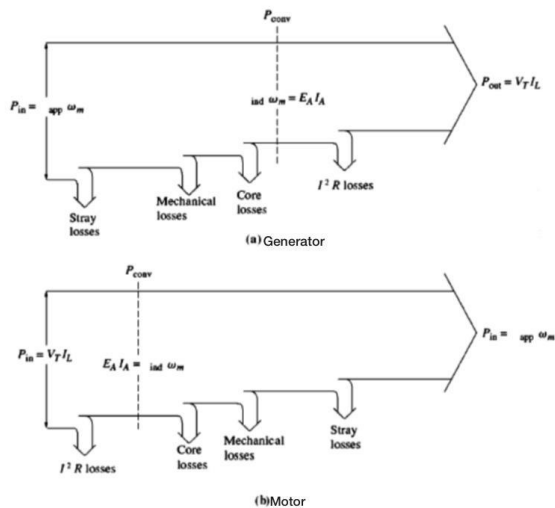 P_conv
P_in = app ω_m
ind ω_m = E_A I_A
P_out = V_T I_L
I² R losses
Core
losses
Mechanical
losses
Stray
losses
(a) Generator
P_conv
P_in = V_T I_L
E_A I_A = ind ω_m
P_in = app ω_m
Stray
losses
Mechanical
losses
Core
losses
I² R losses
(b) Motor